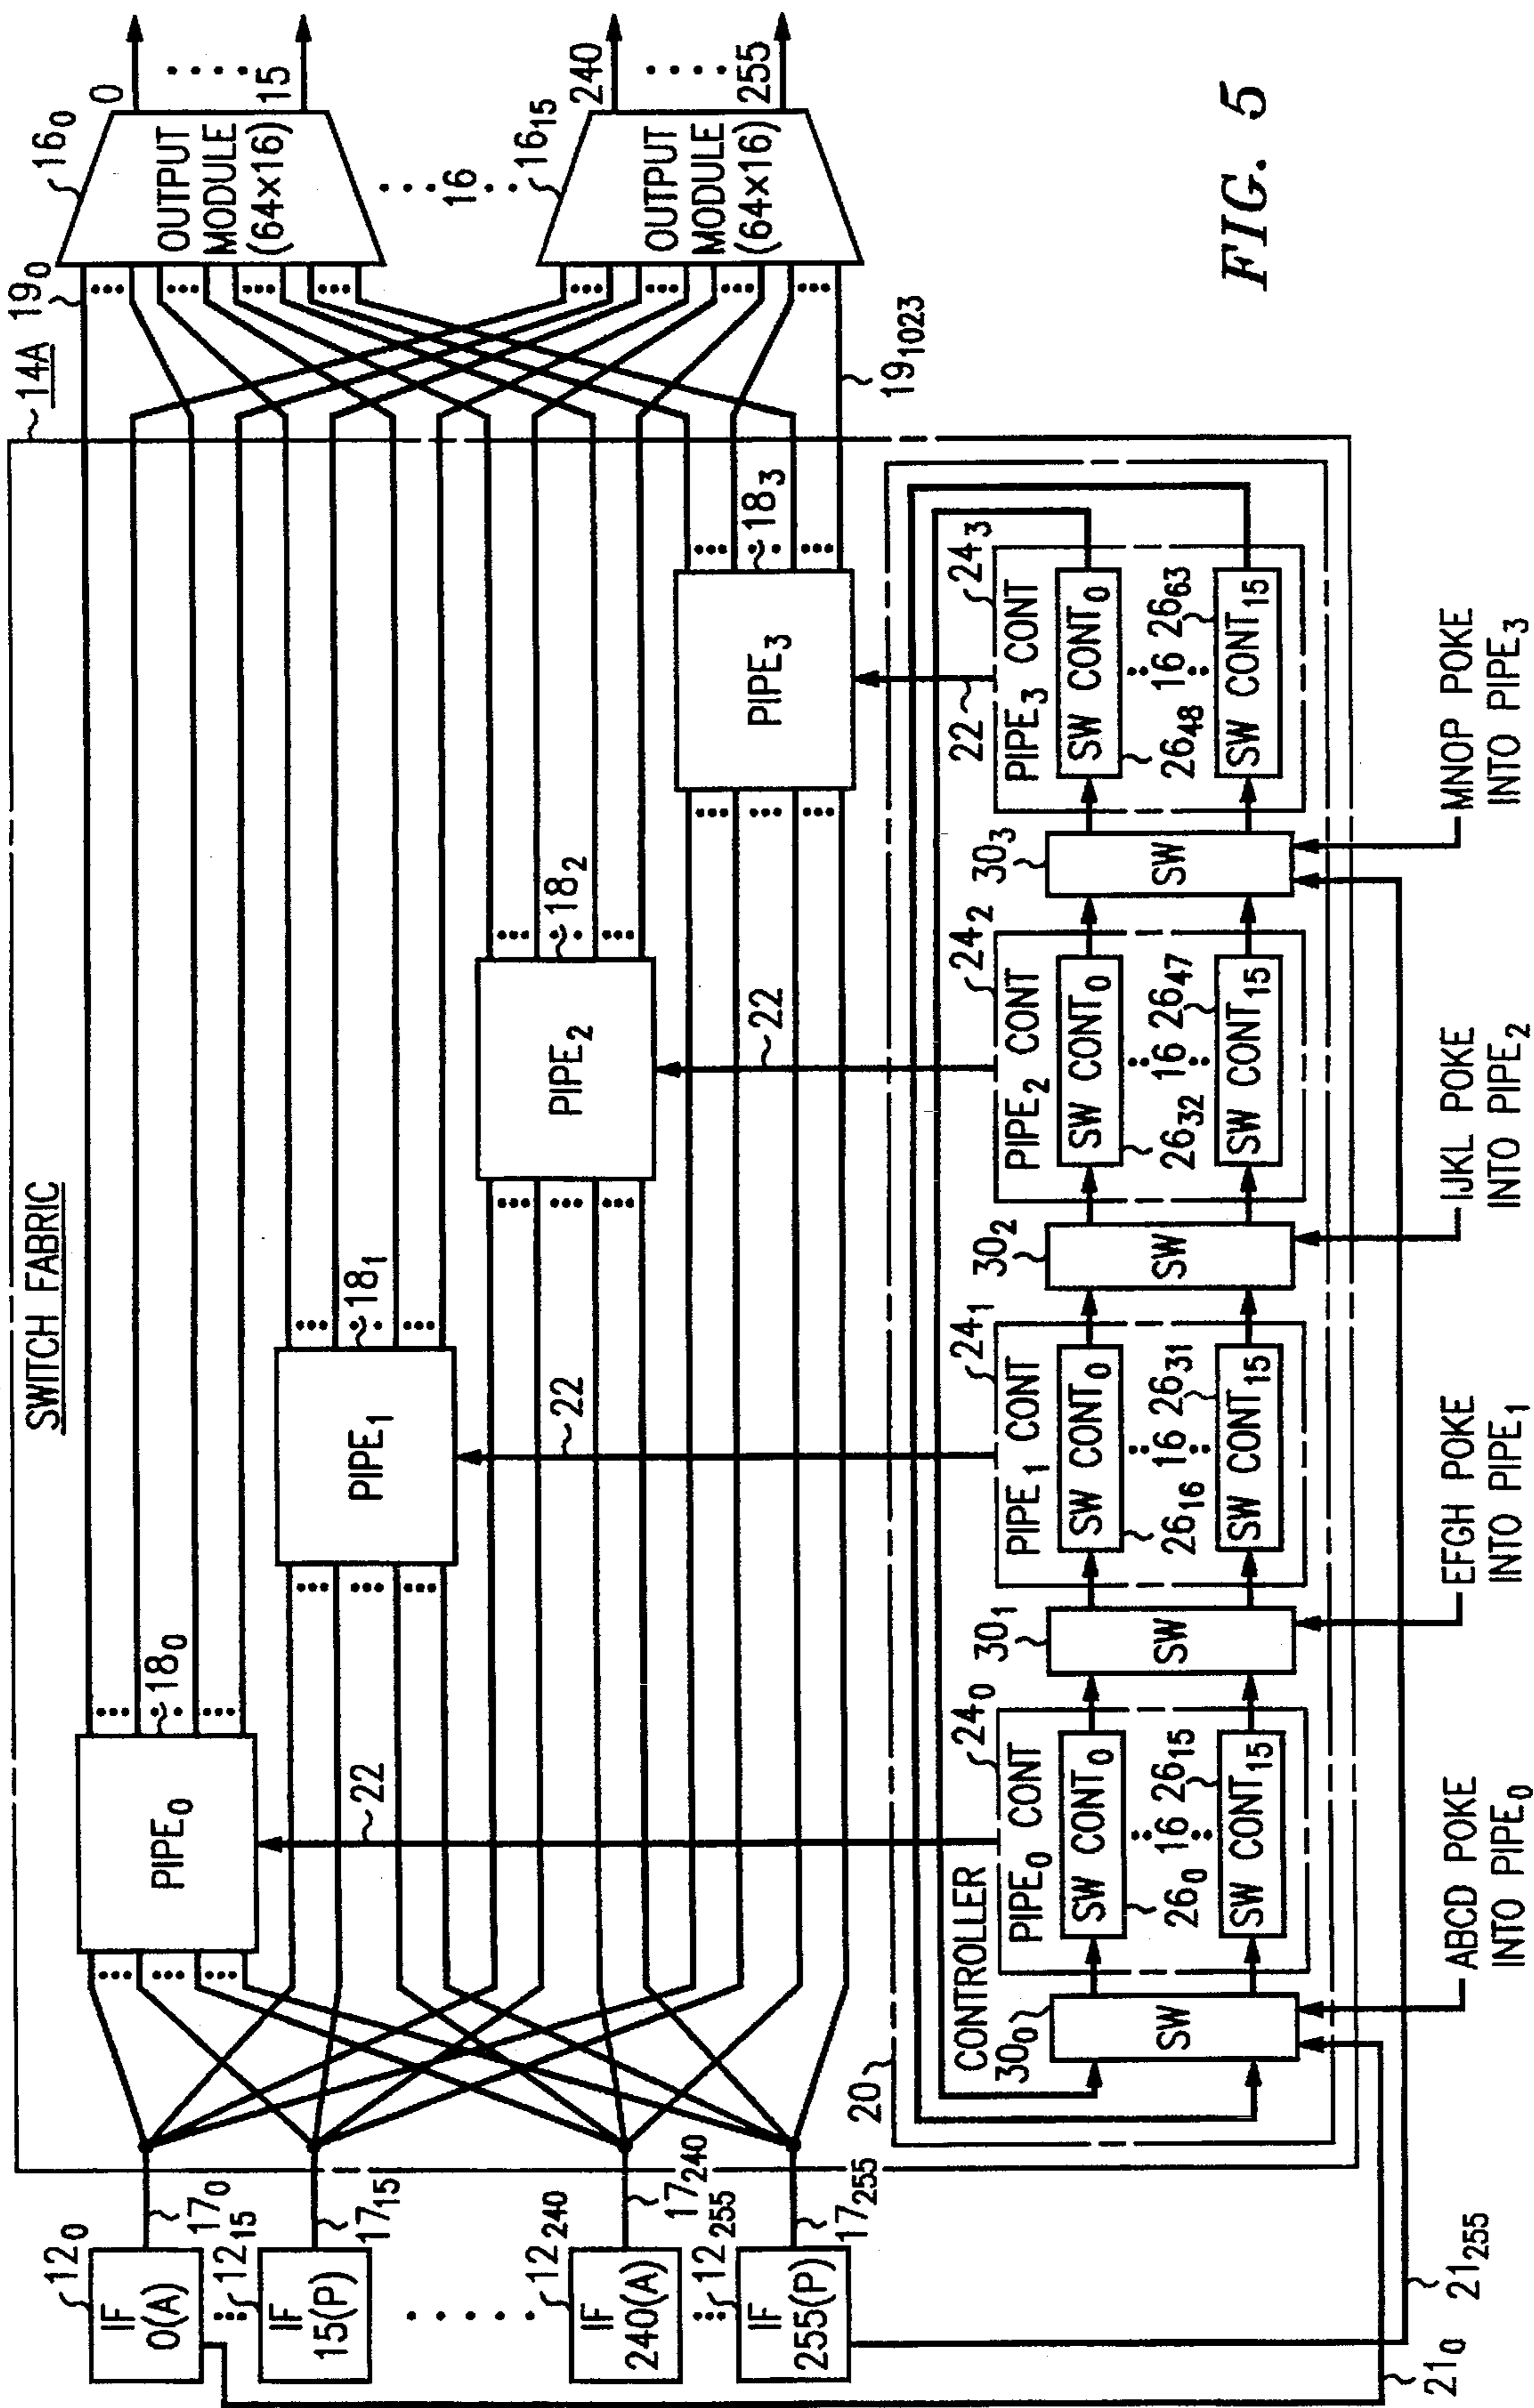 SWITCH FABRIC
14A
IF
0(A)
12₀
17₀
IF
15(P)
12₁₅
17₁₅
IF
240(A)
12₂₄₀
17₂₄₀
IF
255(P)
12₂₅₅
17₂₅₅
PIPE₀
18₀
22
PIPE₁
18₁
22
PIPE₂
18₂
22
PIPE₃
18₃
22
19₀
19₁₀₂₃
OUTPUT
MODULE
(64×16)
16₀
0
15
16
OUTPUT
MODULE
(64×16)
16₁₅
240
255
20
CONTROLLER
30₀
SW
PIPE₀ CONT
24₀
SW CONT₀
26₀
16
26₁₅
SW CONT₁₅
30₁
SW
PIPE₁ CONT
24₁
SW CONT₀
26₁₆
16
26₃₁
SW CONT₁₅
30₂
SW
PIPE₂ CONT
24₂
SW CONT₀
26₃₂
16
26₄₇
SW CONT₁₅
30₃
SW
PIPE₃ CONT
24₃
SW CONT₀
26₄₈
16
26₆₃
SW CONT₁₅
21₀
21₂₅₅
ABCD POKE
INTO PIPE₀
EFGH POKE
INTO PIPE₁
IJKL POKE
INTO PIPE₂
MNOP POKE
INTO PIPE₃
FIG. 5